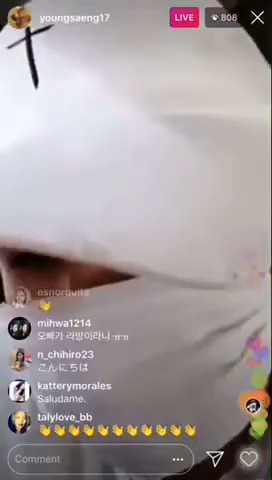 youngsaeng17
LIVE
808
esnorquita
👋
mihwa1214
오빠가 라방이라니 ㅠㅠ
n_chihiro23
こんにちは
katterymorales
Saludame.
talylove_bb
👋👋👋👋👋👋👋👋👋👋👋
Comment